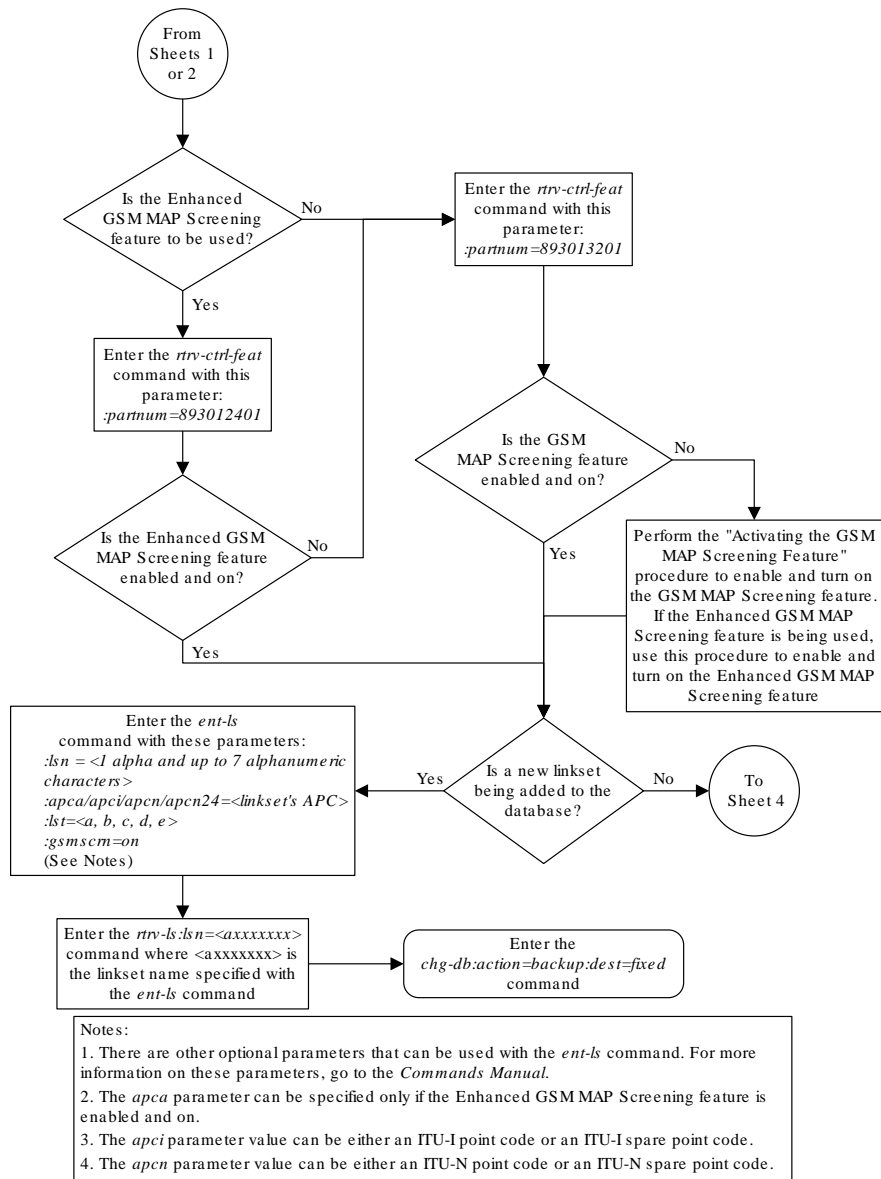 From
Sheets 1
or 2
Is the Enhanced
GSM MAP Screening
feature to be used?
No
Yes
Enter the rtrv-ctrl-feat
command with this
parameter:
:partnum=893012401
Is the Enhanced GSM
MAP Screening feature
enabled and on?
No
Yes
Enter the rtrv-ctrl-feat
command with this
parameter:
:partnum=893013201
Is the GSM
MAP Screening feature
enabled and on?
No
Yes
Perform the "Activating the GSM
MAP Screening Feature"
procedure to enable and turn on
the GSM MAP Screening feature.
If the Enhanced GSM MAP
Screening feature is being used,
use this procedure to enable and
turn on the Enhanced GSM MAP
Screening feature
Is a new linkset
being added to the
database?
No
To
Sheet 4
Yes
Enter the ent-ls
command with these parameters:
:lsn = <1 alpha and up to 7 alphanumeric
characters>
:apca/apci/apcn/apcn24=<linkset's APC>
:lst=<a, b, c, d, e>
:gsmscrn=on
(See Notes)
Enter the rtrv-ls:lsn=<axxxxxxx>
command where <axxxxxxx> is
the linkset name specified with
the ent-ls command
Enter the
chg-db:action=backup:dest=fixed
command
Notes:
1. There are other optional parameters that can be used with the ent-ls command. For more
information on these parameters, go to the Commands Manual.
2. The apca parameter can be specified only if the Enhanced GSM MAP Screening feature is
enabled and on.
3. The apci parameter value can be either an ITU-I point code or an ITU-I spare point code.
4. The apcn parameter value can be either an ITU-N point code or an ITU-N spare point code.